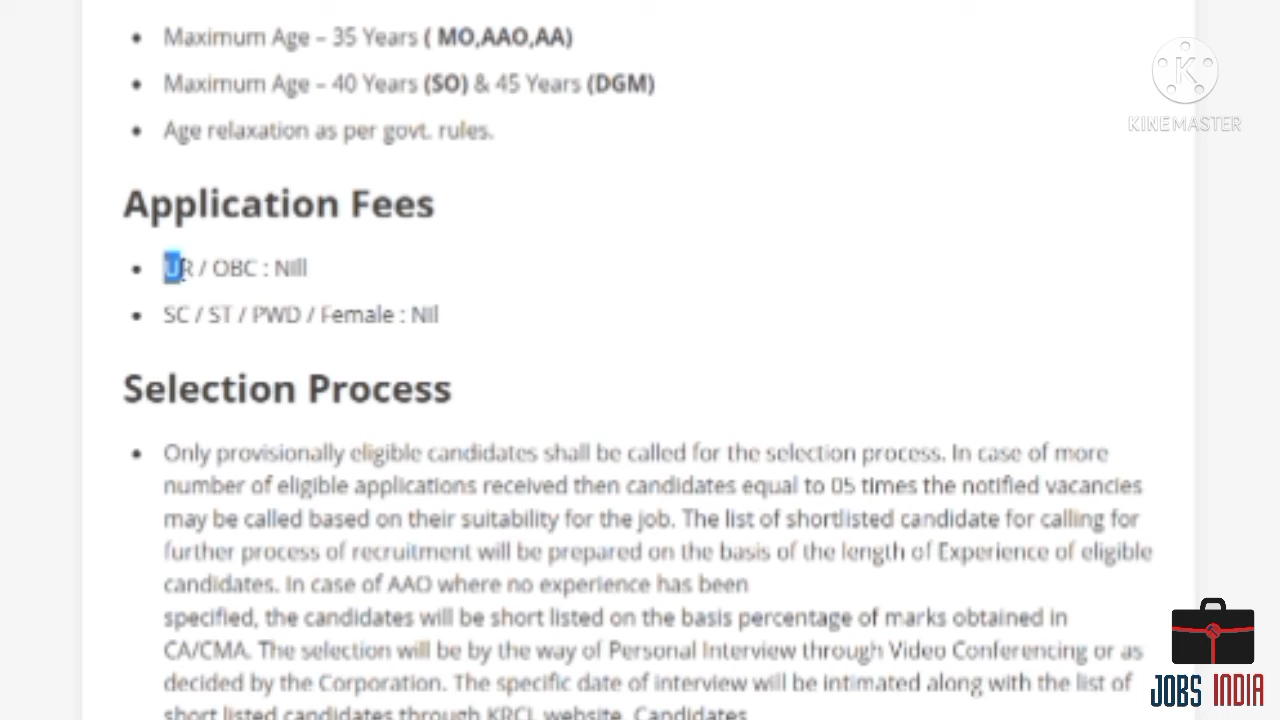 Maximum Age – 35 Years ( MO,AAO,AA)
Maximum Age – 40 Years (SO) & 45 Years (DGM)
Age relaxation as per govt. rules.
KINEMASTER
Application Fees
UR / OBC : Nill
SC / ST / PWD / Female : Nil
Selection Process
Only provisionally eligible candidates shall be called for the selection process. In case of more
number of eligible applications received then candidates equal to 05 times the notified vacancies
may be called based on their suitability for the job. The list of shortlisted candidate for calling for
further process of recruitment will be prepared on the basis of the length of Experience of eligible
candidates. In case of AAO where no experience has been
specified, the candidates will be short listed on the basis percentage of marks obtained in
CA/CMA. The selection will be by the way of Personal Interview through Video Conferencing or as
decided by the Corporation. The specific date of interview will be intimated along with the list of
short listed candidates through KRCL website. Candidates
JOBS INDIA